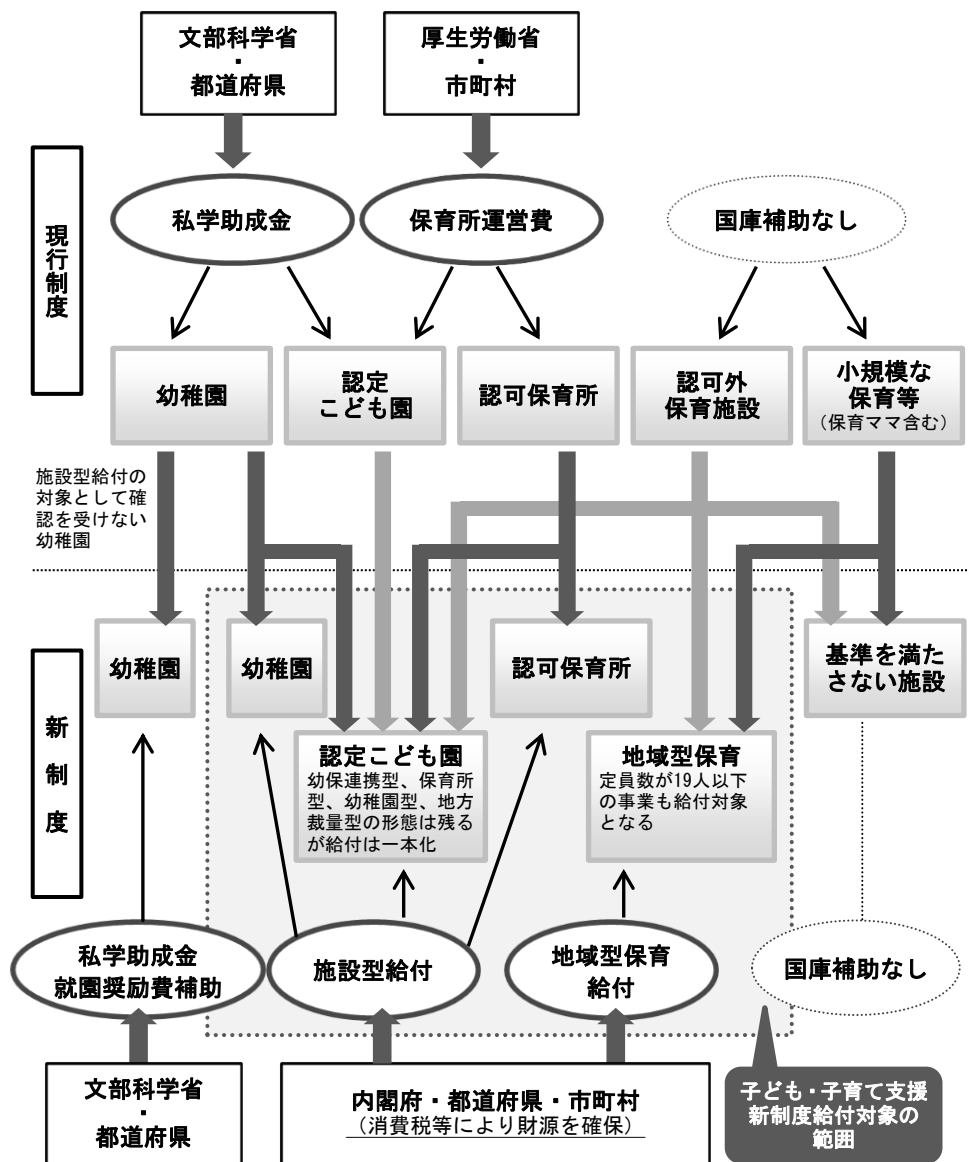 文部科学省
・
都道府県
厚生労働省
・
市町村
現行制度
私学助成金
保育所運営費
国庫補助なし
幼稚園
認定
こども園
認可保育所
認可外
保育施設
小規模な
保育等
（保育ママ含む）
施設型給付の
対象として確
認を受けない
幼稚園
新制度
幼稚園
幼稚園
認可保育所
基準を満た
さない施設
認定こども園
幼保連携型、保育所
型、幼稚園型、地方
裁量型の形態は残る
が給付は一本化
地域型保育
定員数が19人以下
の事業も給付対象
となる
私学助成金
就園奨励費補助
施設型給付
地域型保育
給付
国庫補助なし
文部科学省
・
都道府県
内閣府・都道府県・市町村
（消費税等により財源を確保）
子ども・子育て支援
新制度給付対象の
範囲